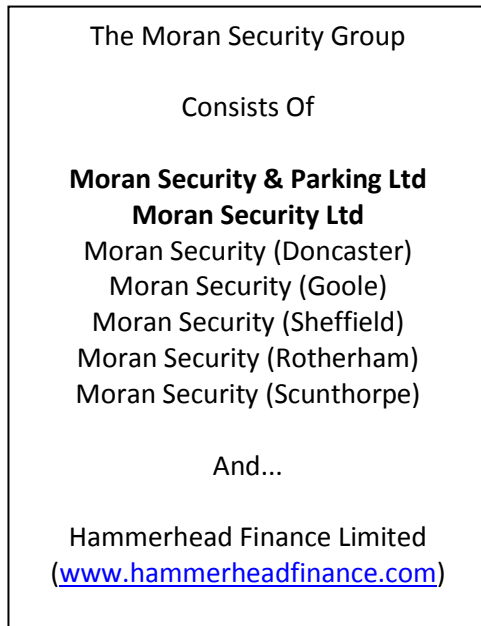 The Moran Security Group
Consists Of
Moran Security & Parking Ltd
Moran Security Ltd
Moran Security (Doncaster)
Moran Security (Goole)
Moran Security (Sheffield)
Moran Security (Rotherham)
Moran Security (Scunthorpe)
And...
Hammerhead Finance Limited
(www.hammerheadfinance.com)